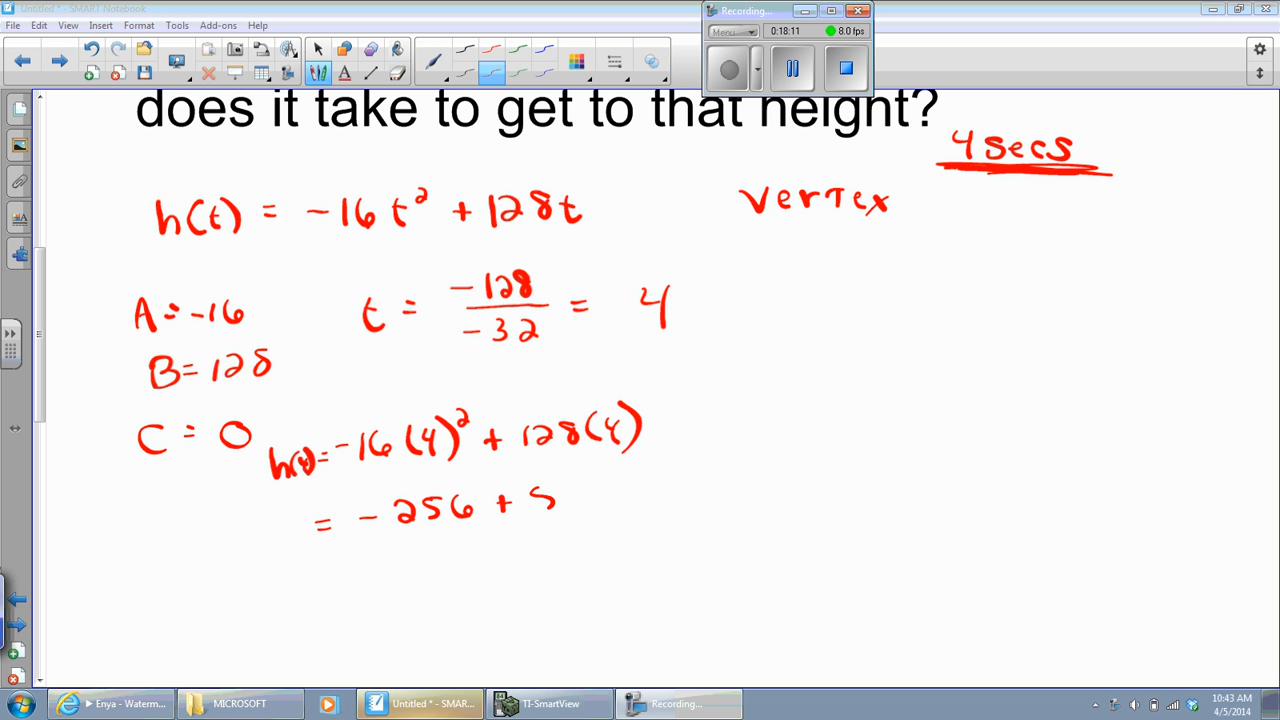 Untitled * - SMART Notebook
Recording...
File Edit View Insert Format Tools Add-ons Help
Menu 0:18:11 8.0 fps
does it take to get to that height?
4 secs
h(t) = -16t² + 128t
vertex
A = -16
t = -128/-32 = 4
B = 128
C = 0
h(4) = -16(4)² + 128(4)
= -256 + 5
Enya - Waterm...
MICROSOFT
Untitled * - SMAR...
TI-SmartView
Recording...
10:43 AM
4/5/2014